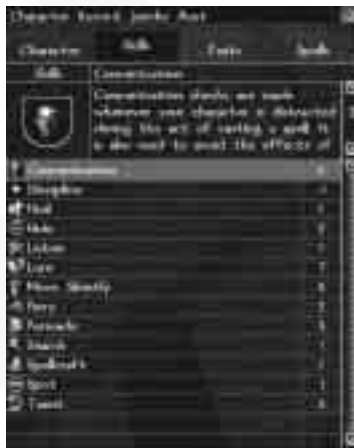 Character Record: 
Character Skills Feats Spells
Skills Concentration
Concentration checks are made
whenever your character is distracted
during the act of casting a spell. It
is also used to avoid the effects of
Concentration
Discipline
Heal
Hide
Listen
Lore
Move Silently
Parry
Persuade
Search
Spellcraft
Spot
Taunt